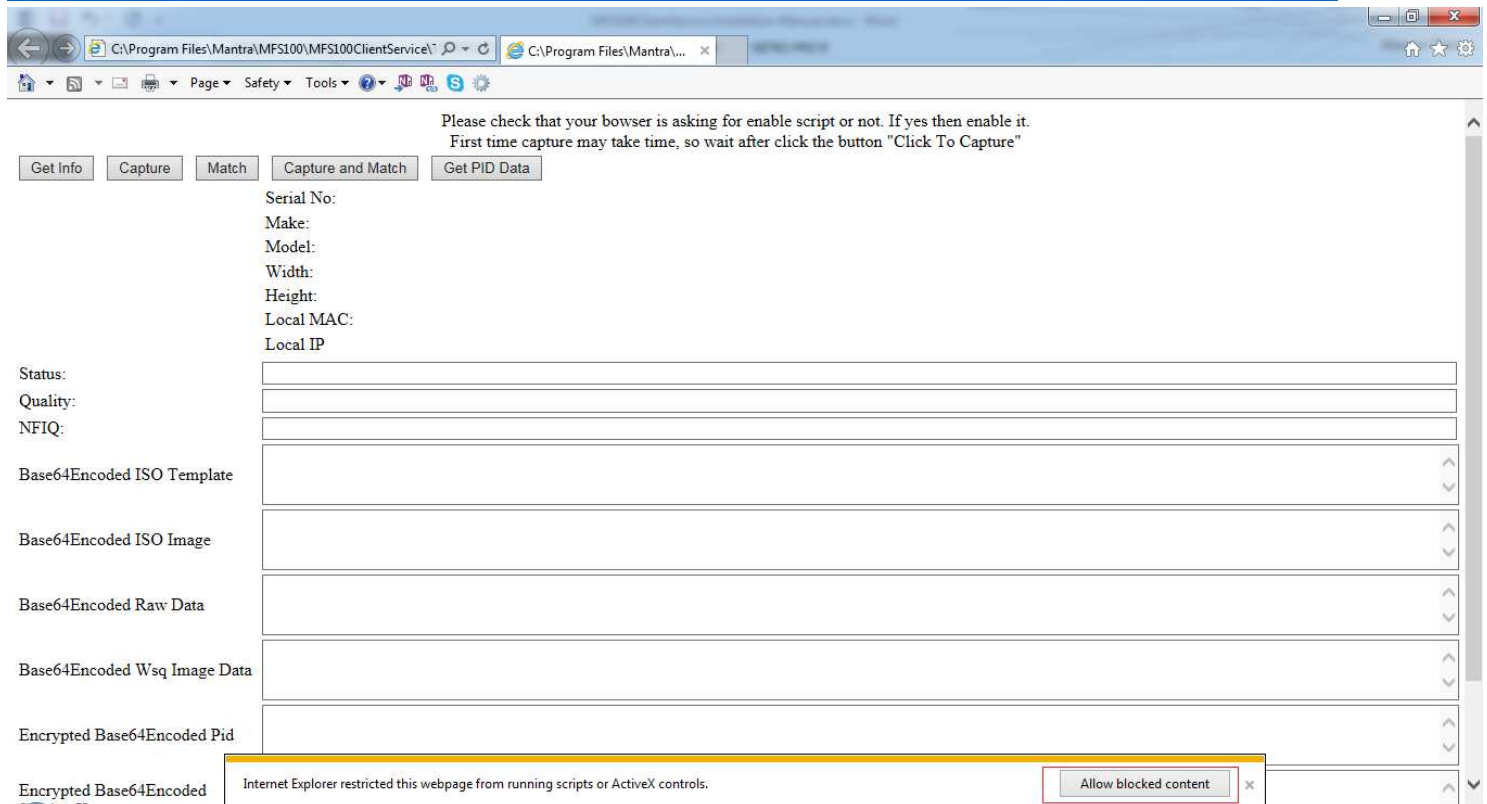 C:\Program Files\Mantra\MFS100\MFS100ClientService\
C:\Program Files\Mantra\...
Page Safety Tools
Please check that your bowser is asking for enable script or not. If yes then enable it.
First time capture may take time, so wait after click the button "Click To Capture"
Get Info Capture Match Capture and Match Get PID Data
Serial No:
Make:
Model:
Width:
Height:
Local MAC:
Local IP
Status:
Quality:
NFIQ:
Base64Encoded ISO Template
Base64Encoded ISO Image
Base64Encoded Raw Data
Base64Encoded Wsq Image Data
Encrypted Base64Encoded Pid
Encrypted Base64Encoded
Internet Explorer restricted this webpage from running scripts or ActiveX controls.
Allow blocked content